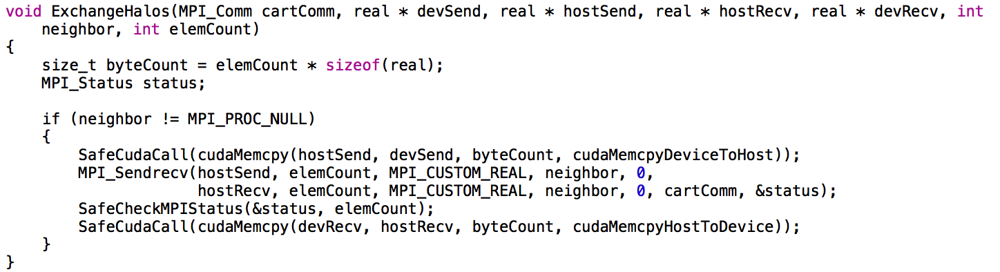 void ExchangeHalos(MPI_Comm cartComm, real * devSend, real * hostSend, real * hostRecv, real * devRecv, int
    neighbor, int elemCount)
{
    size_t byteCount = elemCount * sizeof(real);
    MPI_Status status;

    if (neighbor != MPI_PROC_NULL)
    {
        SafeCudaCall(cudaMemcpy(hostSend, devSend, byteCount, cudaMemcpyDeviceToHost));
        MPI_Sendrecv(hostSend, elemCount, MPI_CUSTOM_REAL, neighbor, 0,
                     hostRecv, elemCount, MPI_CUSTOM_REAL, neighbor, 0, cartComm, &status);
        SafeCheckMPIStatus(&status, elemCount);
        SafeCudaCall(cudaMemcpy(devRecv, hostRecv, byteCount, cudaMemcpyHostToDevice));
    }
}